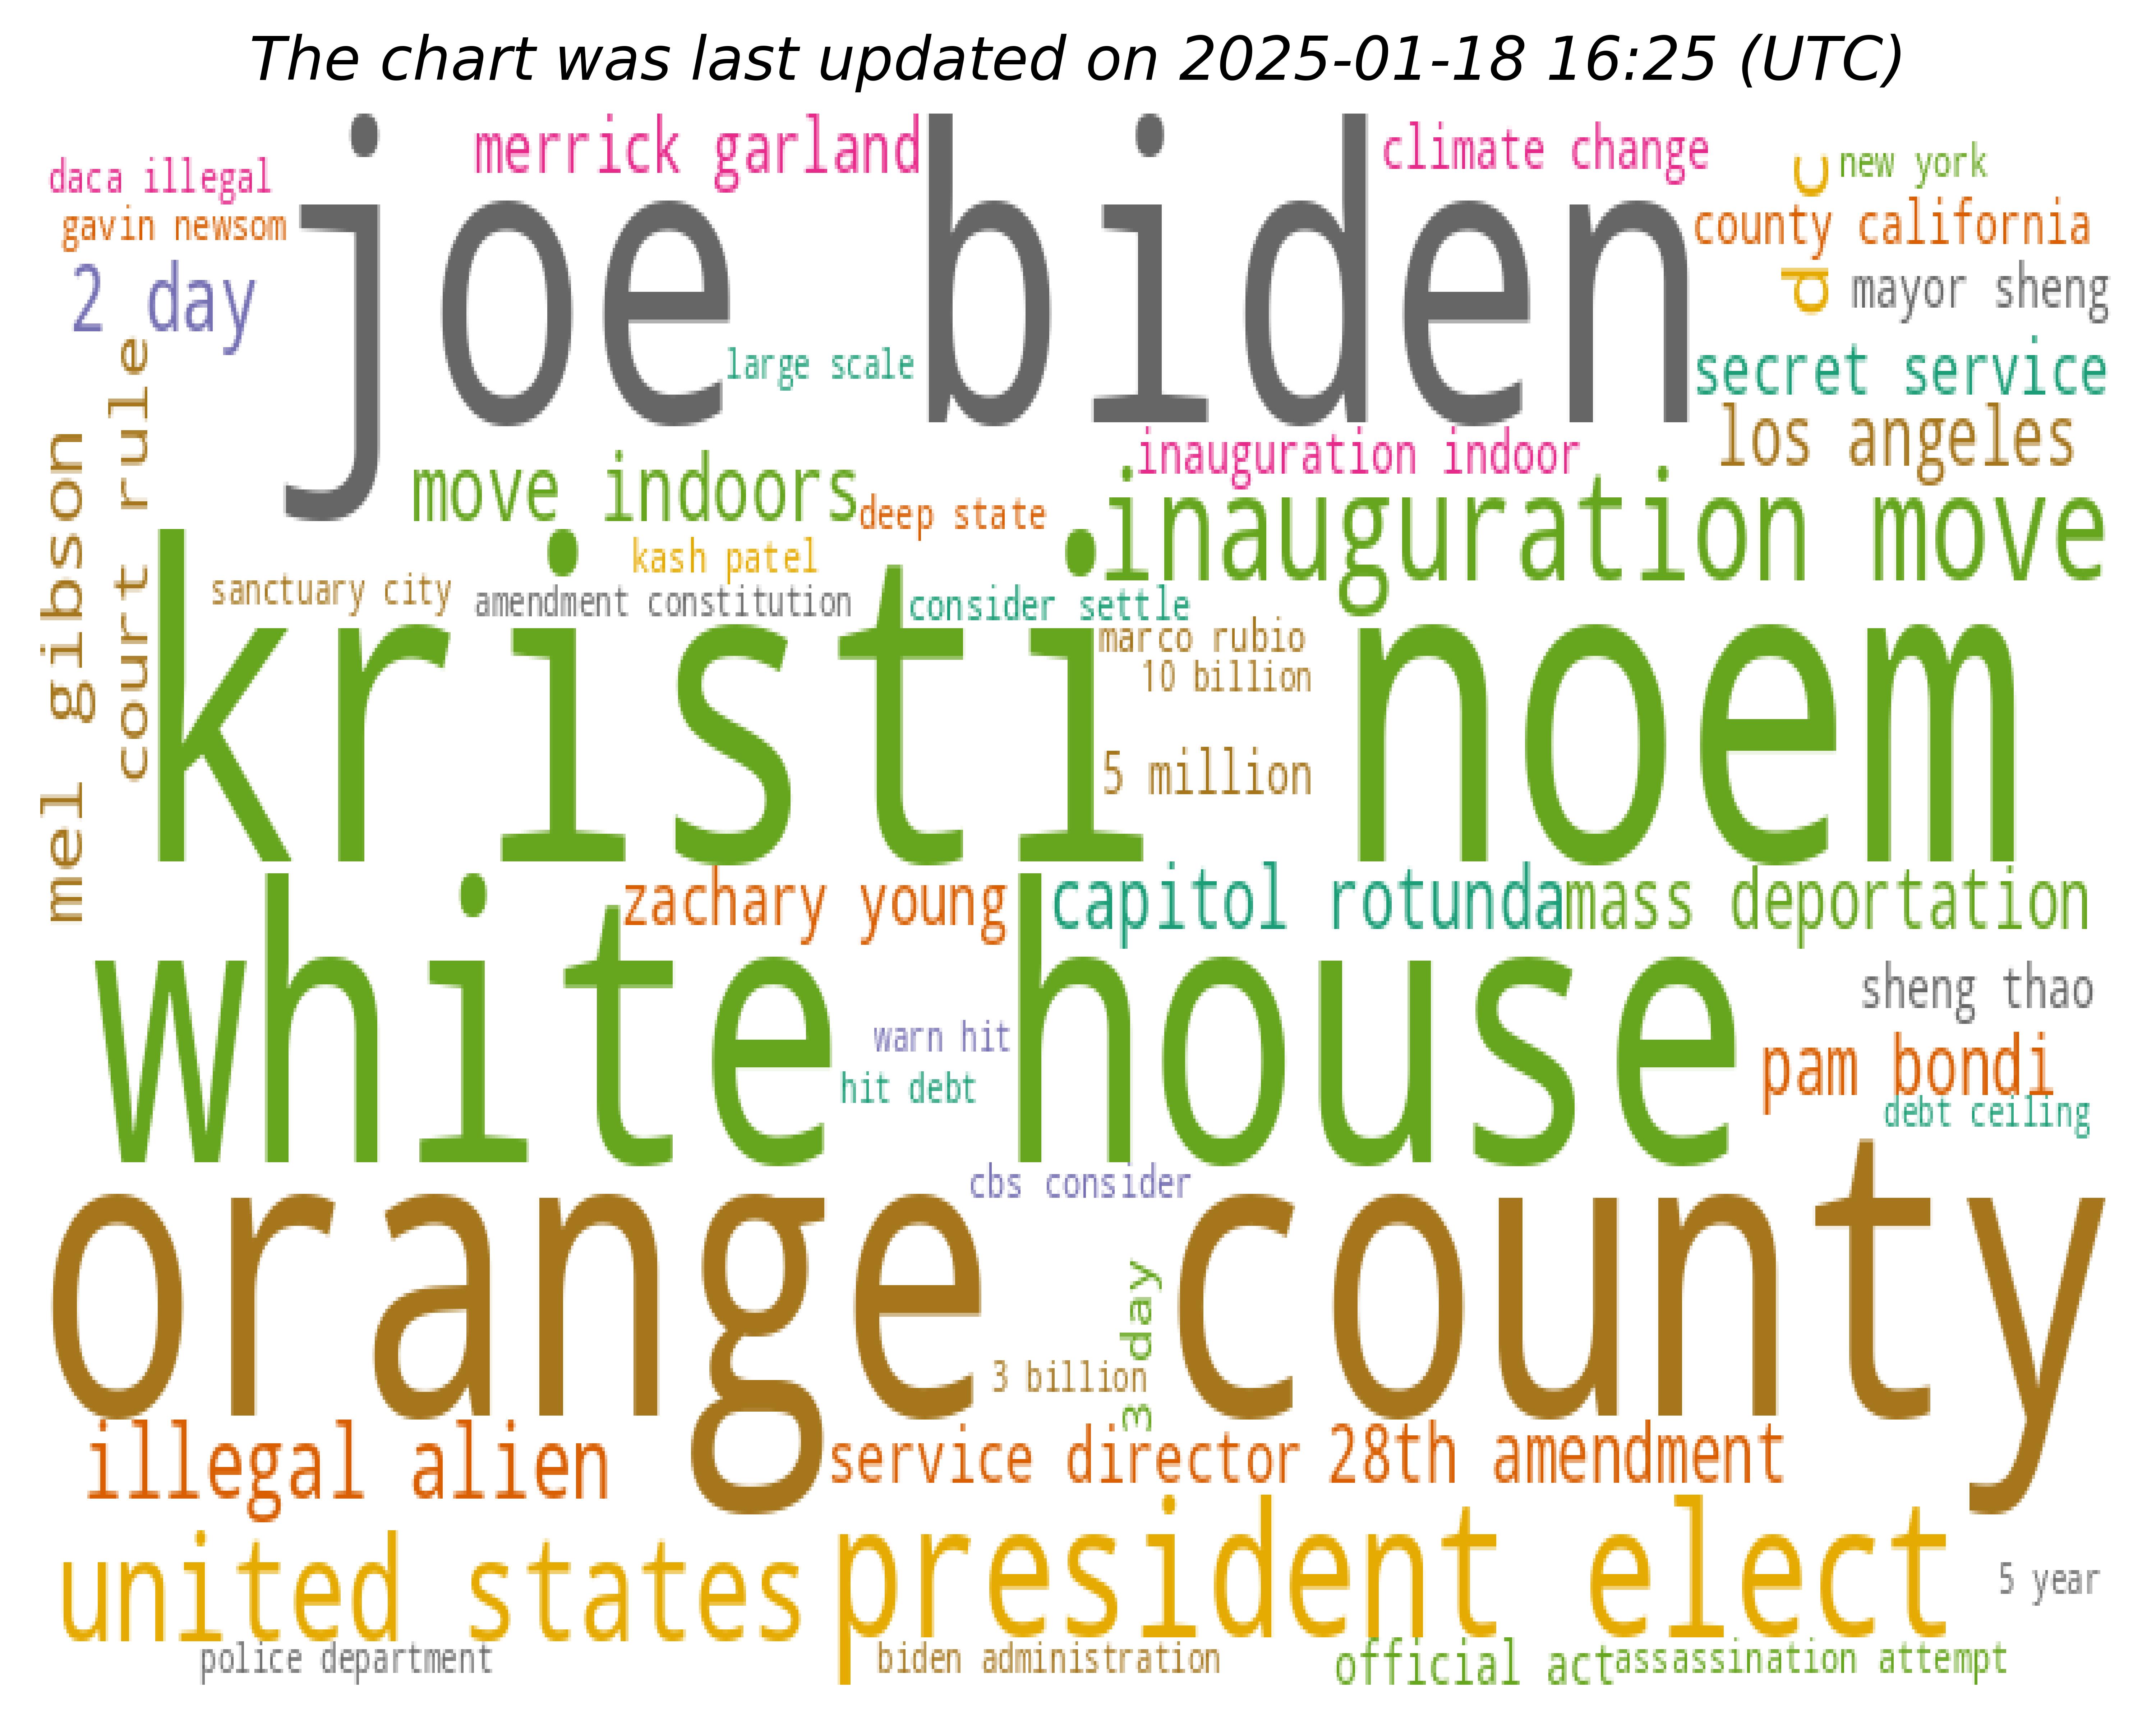 The chart was last updated on 2025-01-18 16:25 (UTC)
joe biden
merrick garland
climate change
d c
new york
daca illegal
gavin newsom
county california
2 day
mayor sheng
large scale
secret service
los angeles
inauguration indoor
move indoors
deep state
inauguration move
mel gibson
court rule
kash patel
sanctuary city
amendment constitution
consider settle
kristi noem
marco rubio
10 billion
5 million
zachary young
capitol rotunda
mass deportation
white house
sheng thao
warn hit
hit debt
pam bondi
debt ceiling
cbs consider
orange county
3 day
3 billion
illegal alien
service director
28th amendment
united states
president elect
5 year
police department
biden administration
official act
assassination attempt